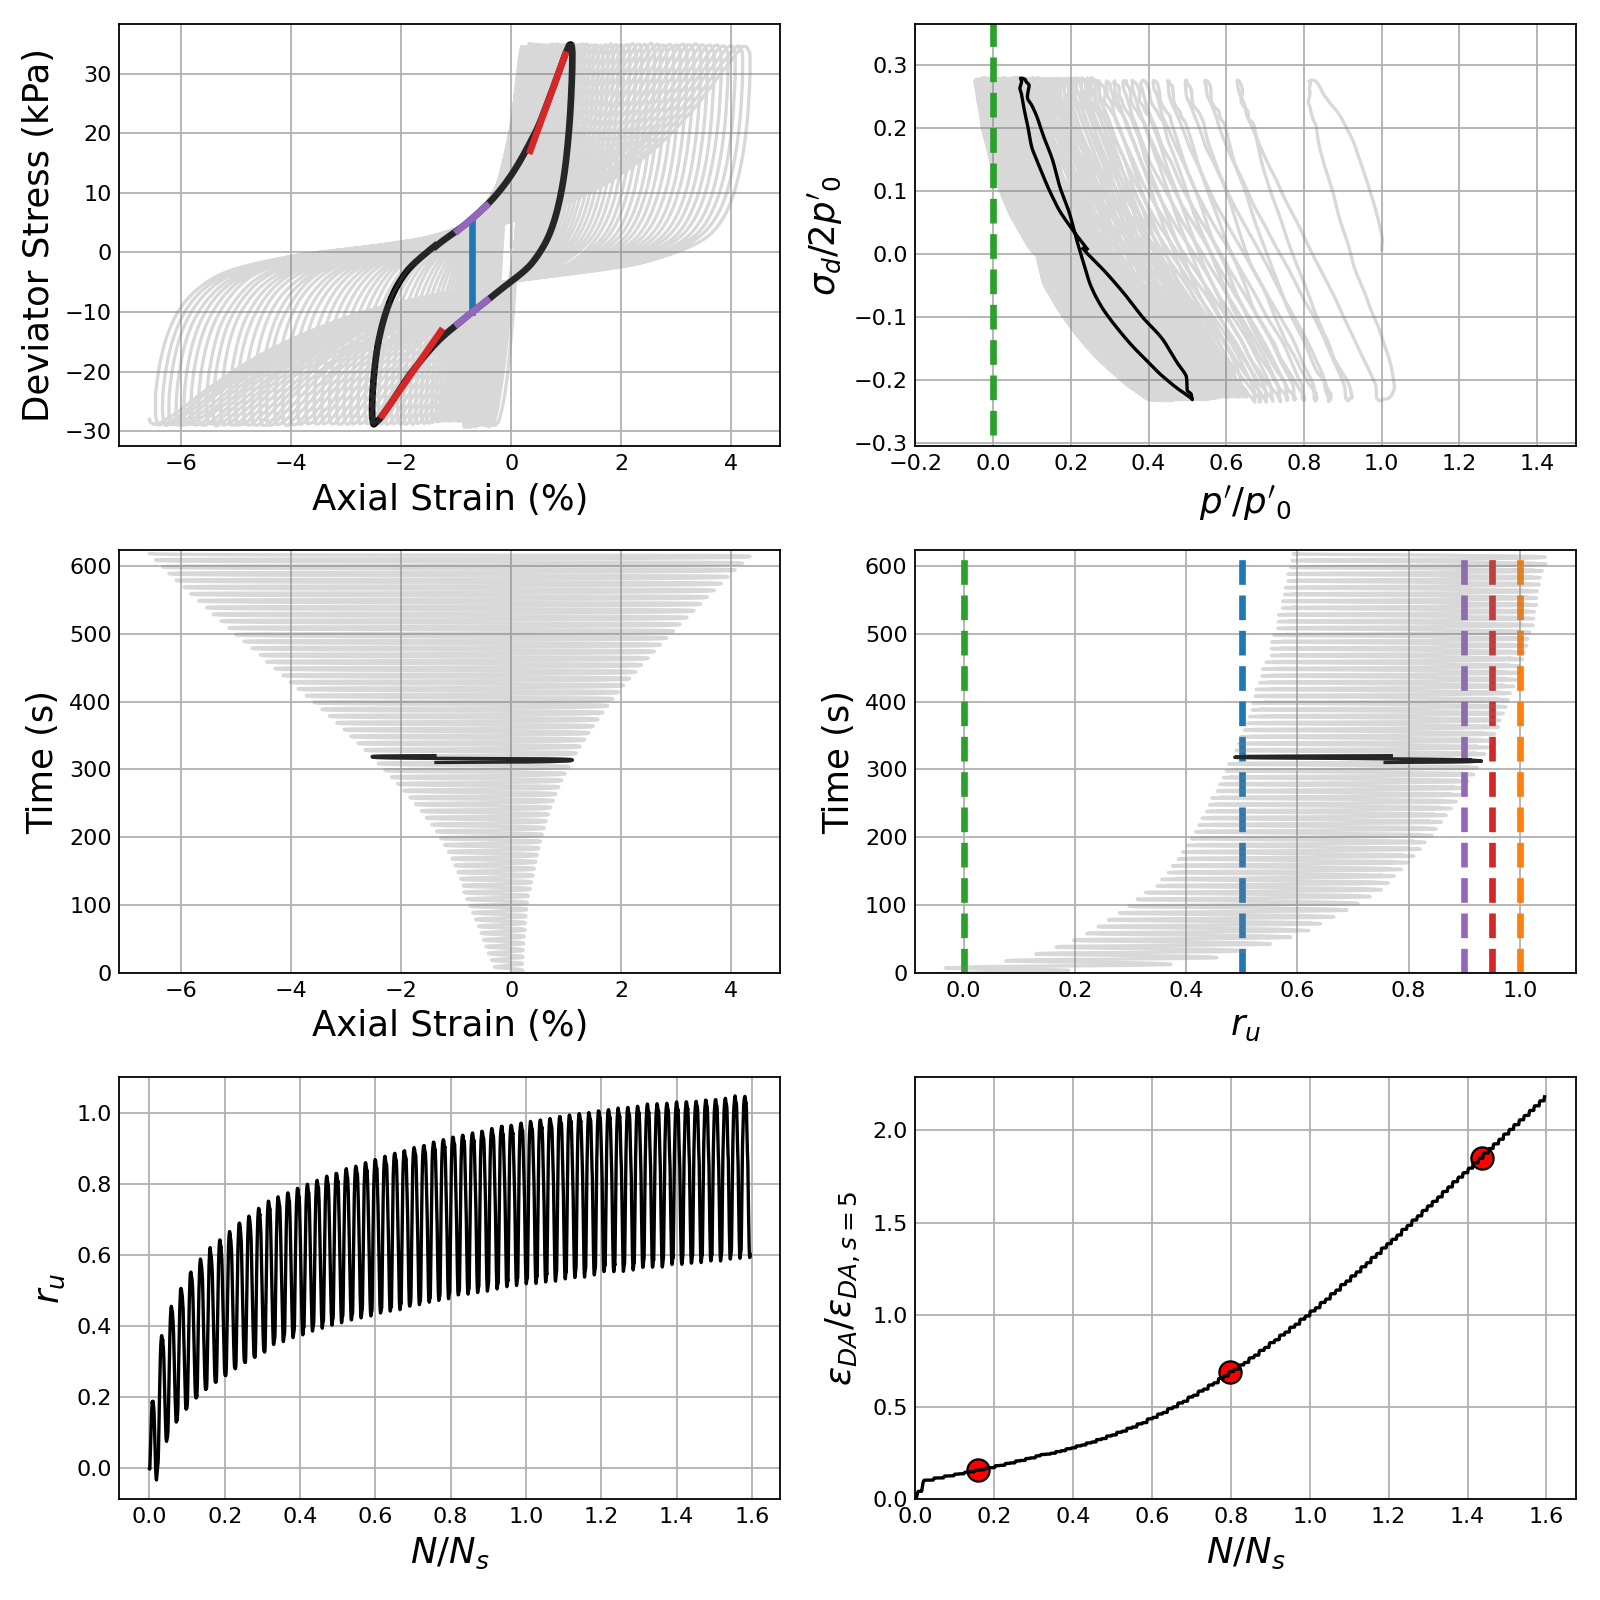 Deviator Stress (kPa)
30
20
10
0
−10
−20
−30
−6 −4 −2 0 2 4
Axial Strain (%)
σd/2p′0
0.3
0.2
0.1
0.0
−0.1
−0.2
−0.3
−0.2 0.0 0.2 0.4 0.6 0.8 1.0 1.2 1.4
p′/p′0
Time (s)
600
500
400
300
200
100
0
−6 −4 −2 0 2 4
Axial Strain (%)
Time (s)
600
500
400
300
200
100
0
0.0 0.2 0.4 0.6 0.8 1.0
ru
ru
1.0
0.8
0.6
0.4
0.2
0.0
0.0 0.2 0.4 0.6 0.8 1.0 1.2 1.4 1.6
N/Ns
εDA/εDA, s = 5
2.0
1.5
1.0
0.5
0.0
0.0 0.2 0.4 0.6 0.8 1.0 1.2 1.4 1.6
N/Ns